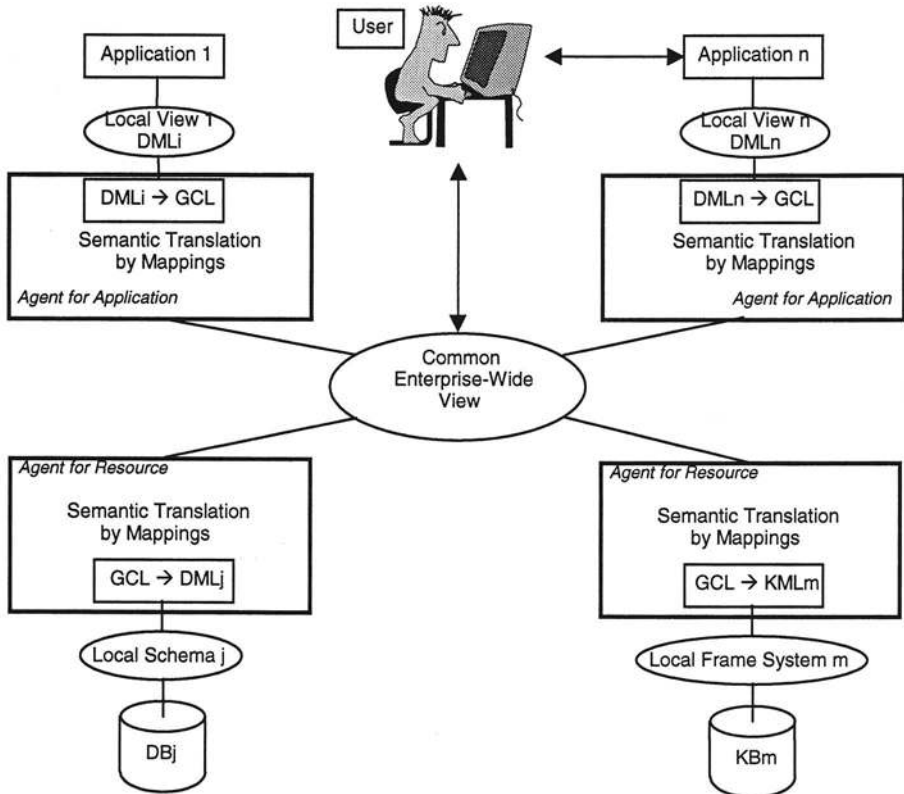 User
Application 1
Application n
Local View 1
DMLi
Local View n
DMLn
DMLi → GCL
DMLn → GCL
Semantic Translation
by Mappings
Semantic Translation
by Mappings
Agent for Application
Agent for Application
Common
Enterprise-Wide
View
Agent for Resource
Agent for Resource
Semantic Translation
by Mappings
Semantic Translation
by Mappings
GCL → DMLj
GCL → KMLm
Local Schema j
Local Frame System m
DBj
KBm